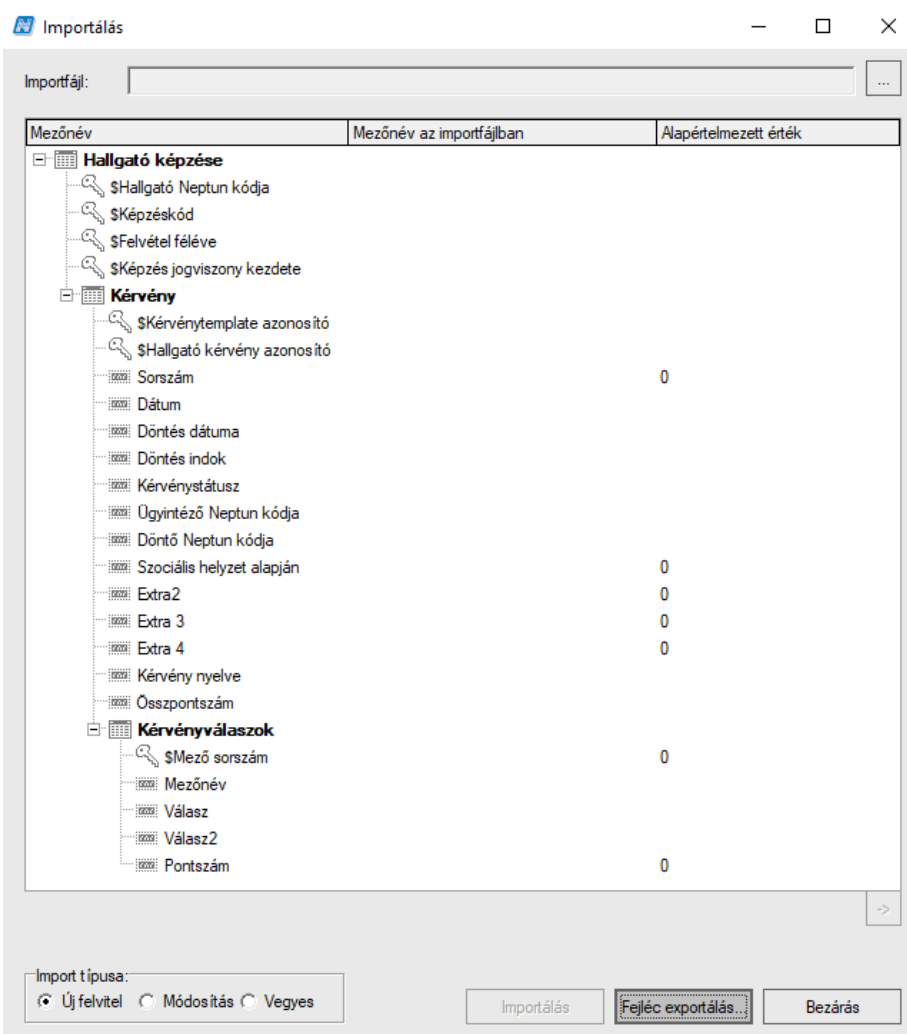 Importálás
Importfájl:
...
Mezőnév Mezőnév az importfájlban Alapértelmezett érték
Hallgató képzése
$Hallgató Neptun kódja
$Képzéskód
$Felvétel féléve
$Képzés jogviszony kezdete
Kérvény
$Kérvénytemplate azonosító
$Hallgató kérvény azonosító
Sorszám 0
Dátum
Döntés dátuma
Döntés indok
Kérvénystátusz
Ügyintéző Neptun kódja
Döntő Neptun kódja
Szociális helyzet alapján 0
Extra2 0
Extra 3 0
Extra 4 0
Kérvény nyelve
Összpontszám
Kérvényválaszok
$Mező sorszám 0
Mezőnév
Válasz
Válasz2
Pontszám 0
->
Import típusa:
Új felvitel Módosítás Vegyes
Importálás Fejléc exportálás... Bezárás